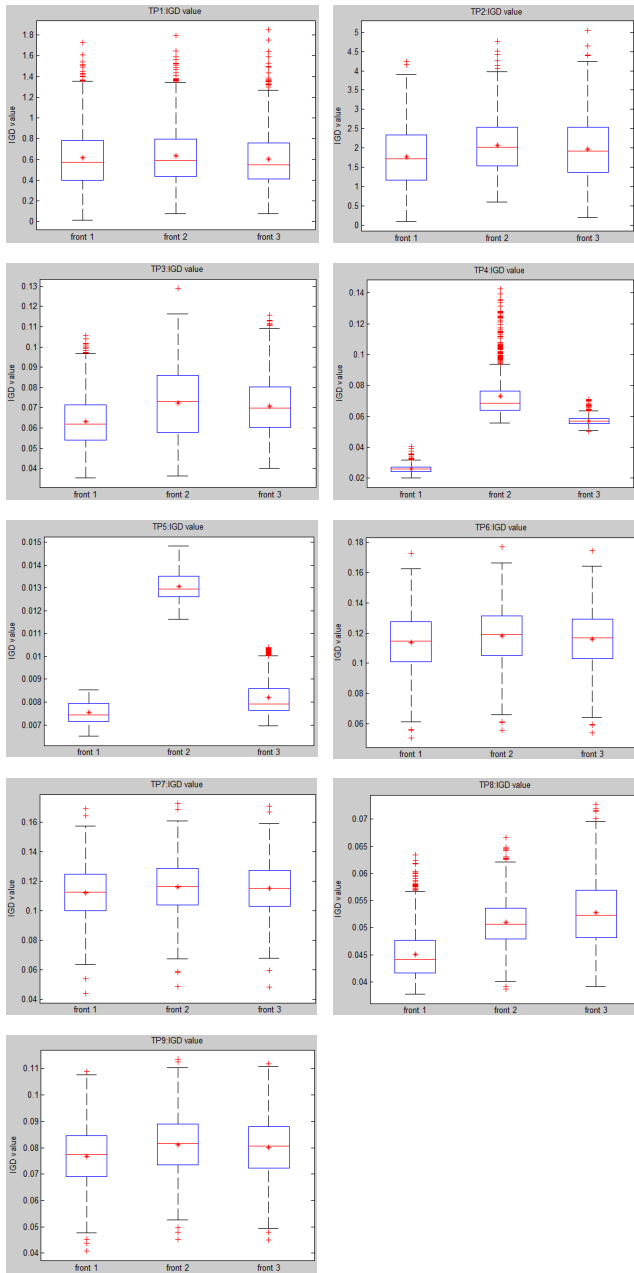 TP1:IGD value
1.8
1.6
1.4
1.2
1
0.8
0.6
0.4
0.2
0
IGD value
front 1 front 2 front 3
TP2:IGD value
5
4.5
4
3.5
3
2.5
2
1.5
1
0.5
0
IGD value
front 1 front 2 front 3
TP3:IGD value
0.13
0.12
0.11
0.1
0.09
0.08
0.07
0.06
0.05
0.04
IGD value
front 1 front 2 front 3
TP4:IGD value
0.14
0.12
0.1
0.08
0.06
0.04
0.02
IGD value
front 1 front 2 front 3
TP5:IGD value
0.015
0.014
0.013
0.012
0.011
0.01
0.009
0.008
0.007
IGD value
front 1 front 2 front 3
TP6:IGD value
0.18
0.16
0.14
0.12
0.1
0.08
0.06
IGD value
front 1 front 2 front 3
TP7:IGD value
0.16
0.14
0.12
0.1
0.08
0.06
0.04
IGD value
front 1 front 2 front 3
TP8:IGD value
0.07
0.065
0.06
0.055
0.05
0.045
0.04
IGD value
front 1 front 2 front 3
TP9:IGD value
0.11
0.1
0.09
0.08
0.07
0.06
0.05
0.04
IGD value
front 1 front 2 front 3